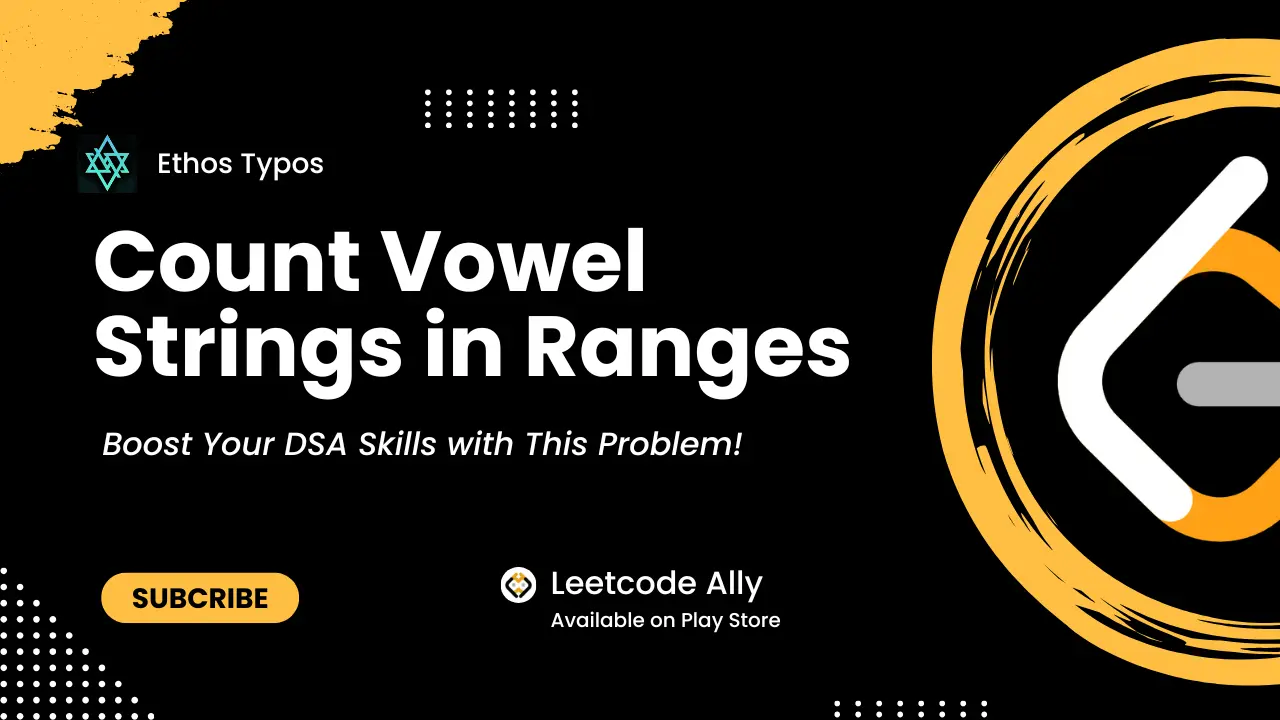 Ethos Typos
Count Vowel
Strings in Ranges
Boost Your DSA Skills with This Problem!
SUBCRIBE
Leetcode Ally
Available on Play Store